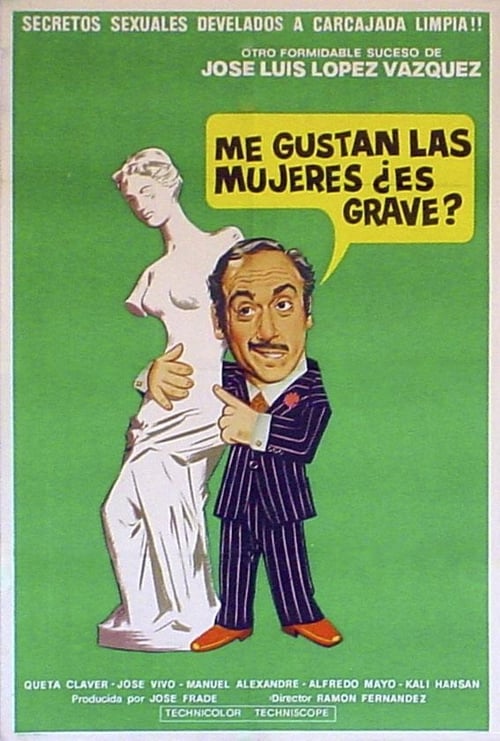 SECRETOS SEXUALES DEVELADOS A CARCAJADA LIMPIA!!
OTRO FORMIDABLE SUCESO DE
JOSE LUIS LOPEZ VAZQUEZ
ME GUSTAN LAS
MUJERES ¿ES
GRAVE?
QUETA CLAVER - JOSE VIVO - MANUEL ALEXANDRE - ALFREDO MAYO - KALI HANSAN
Producida por JOSE FRADE Director RAMON FERNANDEZ
TECHNICOLOR TECHNISCOPE